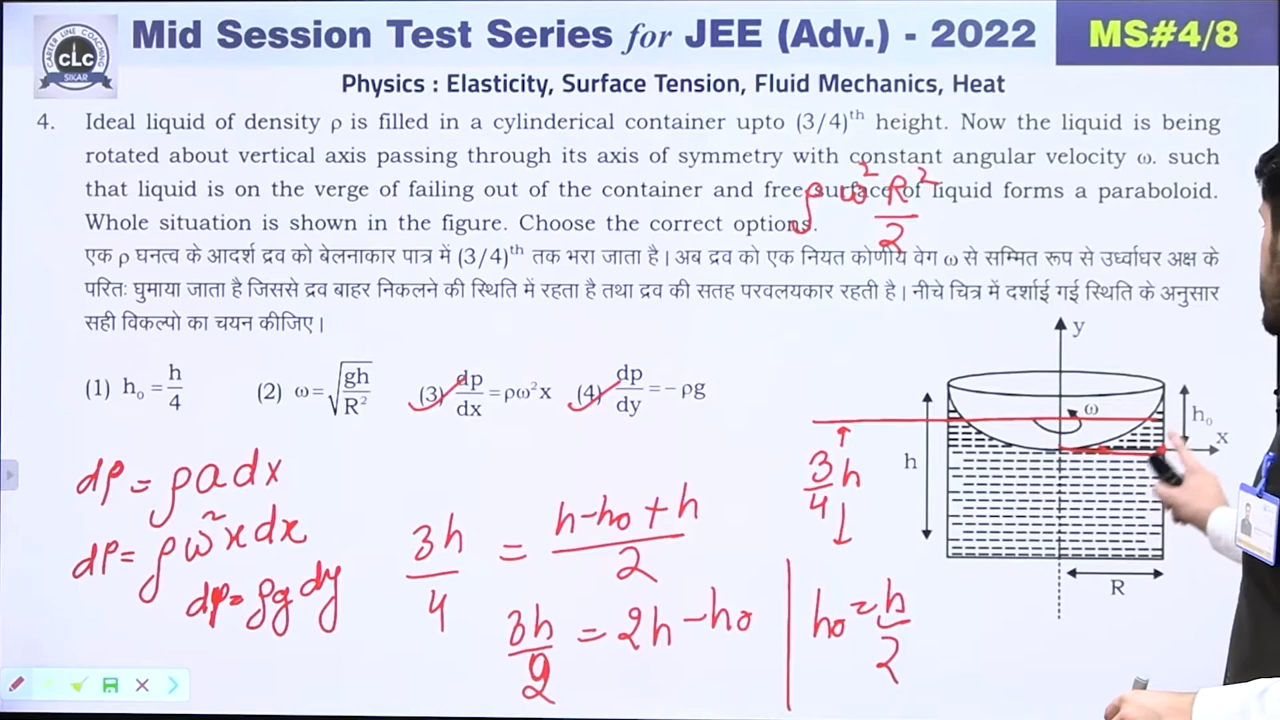 CAREER LINE COACHING
CLC
SIKAR
Mid Session Test Series for JEE (Adv.) - 2022
MS#4/8
Physics : Elasticity, Surface Tension, Fluid Mechanics, Heat
4. Ideal liquid of density ρ is filled in a cylinderical container upto (3/4)ᵗʰ height. Now the liquid is being
rotated about vertical axis passing through its axis of symmetry with constant angular velocity ω. such
that liquid is on the verge of failing out of the container and free surface of liquid forms a paraboloid.
Whole situation is shown in the figure. Choose the correct options.
ρω²R²/2
एक ρ घनत्व के आदर्श द्रव को बेलनाकार पात्र में (3/4)ᵗʰ तक भरा जाता है। अब द्रव को एक नियत कोणीय वेग ω से सम्मित रूप से उर्ध्वाधर अक्ष के
परितः घुमाया जाता है जिससे द्रव बाहर निकलने की स्थिति में रहता है तथा द्रव की सतह परवलयकार रहती है। नीचे चित्र में दर्शाई गई स्थिति के अनुसार
सही विकल्पो का चयन कीजिए।
(1) h₀ = h/4 (2) ω = √(gh/R²) (3) dp/dx = ρω²x (4) dp/dy = −ρg
y
ω
h₀
x
h
R
3/4 h
dp = ρadx
dp = ρω²xdx
dp = ρgdy
3h/4 = (h-h₀+h)/2
3h/2 = 2h-h₀
h₀ = h/2